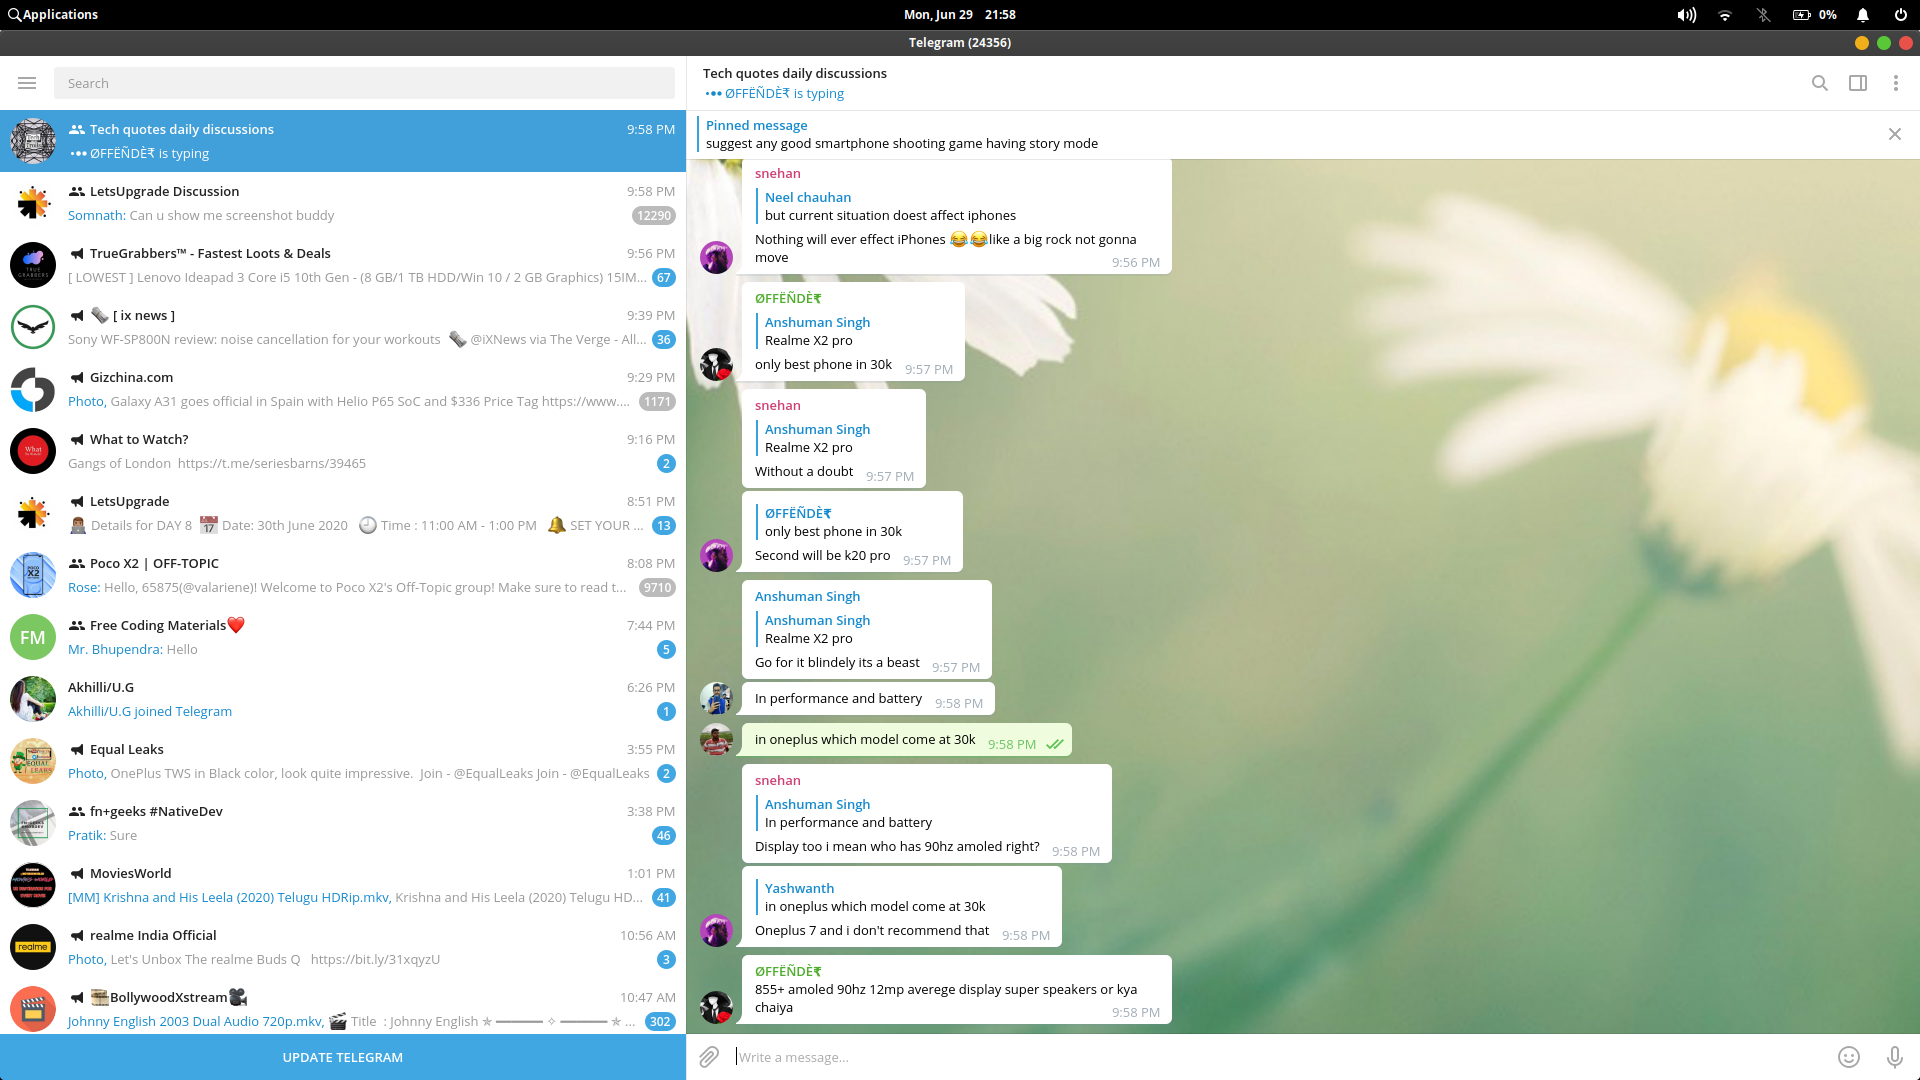 Applications
Mon, Jun 29 21:58
0%
Telegram (24356)
Search
Tech quotes daily discussions 9:58 PM
ØFFËÑDÈ₹ is typing
LetsUpgrade Discussion 9:58 PM
Somnath: Can u show me screenshot buddy 12290
TrueGrabbers™ - Fastest Loots & Deals 9:56 PM
[ LOWEST ] Lenovo Ideapad 3 Core i5 10th Gen - (8 GB/1 TB HDD/Win 10 / 2 GB Graphics) 15IM... 67
🗞 [ ix news ] 9:39 PM
Sony WF-SP800N review: noise cancellation for your workouts 🗞 @iXNews via The Verge - All... 36
Gizchina.com 9:29 PM
Photo, Galaxy A31 goes official in Spain with Helio P65 SoC and $336 Price Tag https://www.... 1171
What to Watch? 9:16 PM
Gangs of London https://t.me/seriesbarns/39465 2
LetsUpgrade 8:51 PM
👨🏽‍💻 Details for DAY 8 📅 Date: 30th June 2020 🕘 Time : 11:00 AM - 1:00 PM 🔔 SET YOUR ... 13
Poco X2 | OFF-TOPIC 8:08 PM
Rose: Hello, 65875(@valariene)! Welcome to Poco X2's Off-Topic group! Make sure to read t... 9710
FM
Free Coding Materials❤️ 7:44 PM
Mr. Bhupendra: Hello 5
Akhilli/U.G 6:26 PM
Akhilli/U.G joined Telegram 1
Equal Leaks 3:55 PM
Photo, OnePlus TWS in Black color, look quite impressive. Join - @EqualLeaks Join - @EqualLeaks 2
fn+geeks #NativeDev 3:38 PM
Pratik: Sure 46
MoviesWorld 1:01 PM
[MM] Krishna and His Leela (2020) Telugu HDRip.mkv, Krishna and His Leela (2020) Telugu HD... 41
realme
realme India Official 10:56 AM
Photo, Let's Unbox The realme Buds Q https://bit.ly/31xqyzU 3
BollywoodXstream🎥 10:47 AM
Johnny English 2003 Dual Audio 720p.mkv, 🎬 Title : Johnny English ✯ ━━━━━ ✧ ━━━━━ ✯ ... 302
UPDATE TELEGRAM
Tech quotes daily discussions
ØFFËÑDÈ₹ is typing
Pinned message
suggest any good smartphone shooting game having story mode
snehan
Neel chauhan
but current situation doest affect iphones
Nothing will ever effect iPhones 😂😂like a big rock not gonna
move 9:56 PM
ØFFËÑDÈ₹
Anshuman Singh
Realme X2 pro
only best phone in 30k 9:57 PM
snehan
Anshuman Singh
Realme X2 pro
Without a doubt 9:57 PM
ØFFËÑDÈ₹
only best phone in 30k
Second will be k20 pro 9:57 PM
Anshuman Singh
Anshuman Singh
Realme X2 pro
Go for it blindely its a beast 9:57 PM
In performance and battery 9:58 PM
in oneplus which model come at 30k 9:58 PM
snehan
Anshuman Singh
In performance and battery
Display too i mean who has 90hz amoled right? 9:58 PM
Yashwanth
in oneplus which model come at 30k
Oneplus 7 and i don't recommend that 9:58 PM
ØFFËÑDÈ₹
855+ amoled 90hz 12mp averege display super speakers or kya
chaiya 9:58 PM
Write a message...